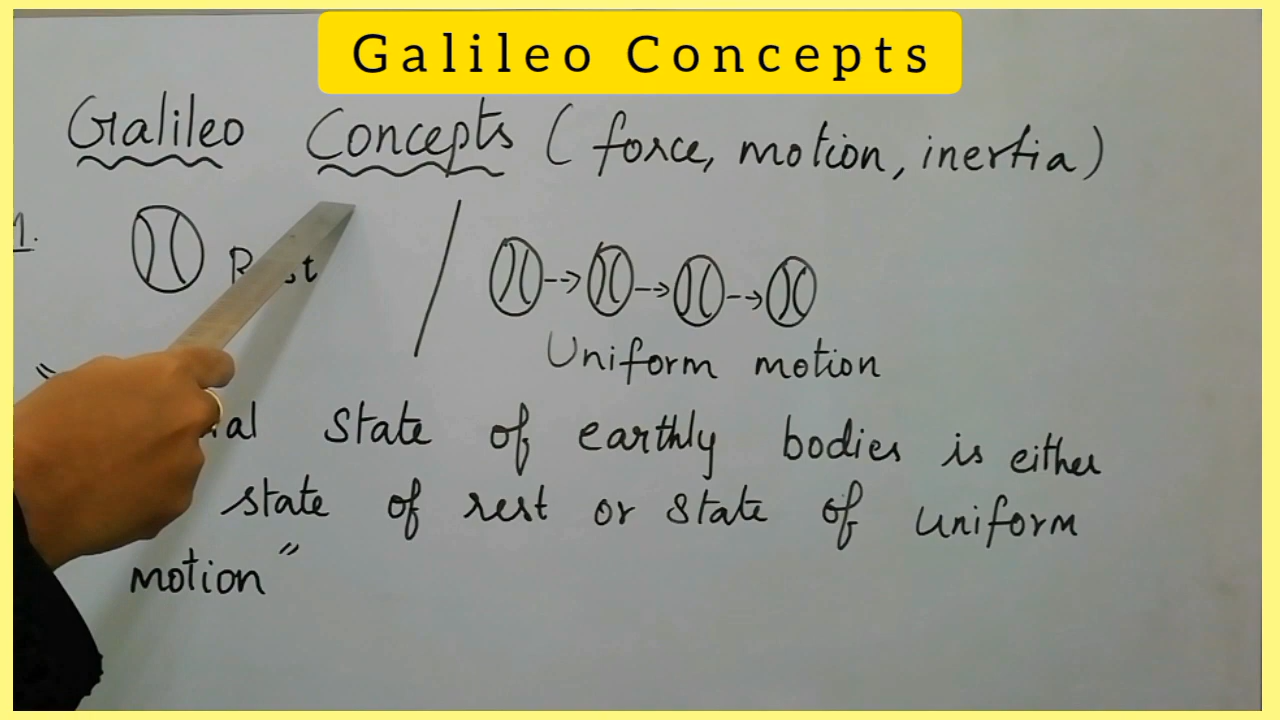 Galileo Concepts
Galileo Concepts (force, motion, inertia)
1.
Uniform motion
" state of earthly bodies is either
state of rest or state of uniform
motion"